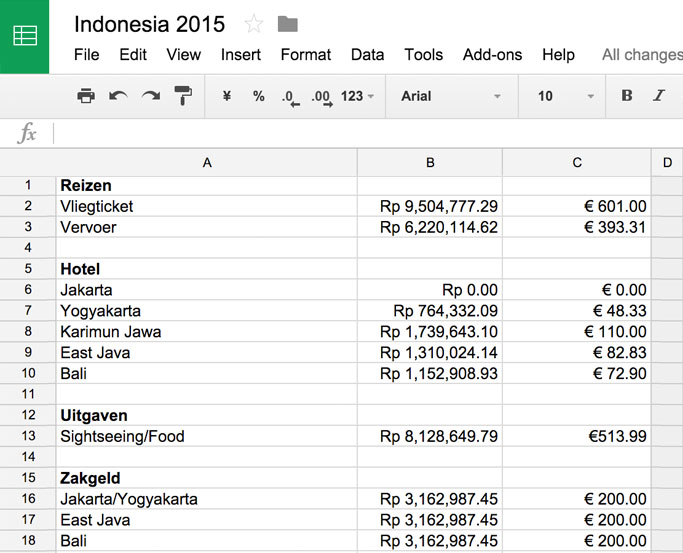 Indonesia 2015
File Edit View Insert Format Data Tools Add-ons Help All changes
¥ % .0 .00 123 Arial 10 B I
fx
A B C D
1 Reizen
2 Vliegticket Rp 9,504,777.29 € 601.00
3 Vervoer Rp 6,220,114.62 € 393.31
4
5 Hotel
6 Jakarta Rp 0.00 € 0.00
7 Yogyakarta Rp 764,332.09 € 48.33
8 Karimun Jawa Rp 1,739,643.10 € 110.00
9 East Java Rp 1,310,024.14 € 82.83
10 Bali Rp 1,152,908.93 € 72.90
11
12 Uitgaven
13 Sightseeing/Food Rp 8,128,649.79 €513.99
14
15 Zakgeld
16 Jakarta/Yogyakarta Rp 3,162,987.45 € 200.00
17 East Java Rp 3,162,987.45 € 200.00
18 Bali Rp 3,162,987.45 € 200.00